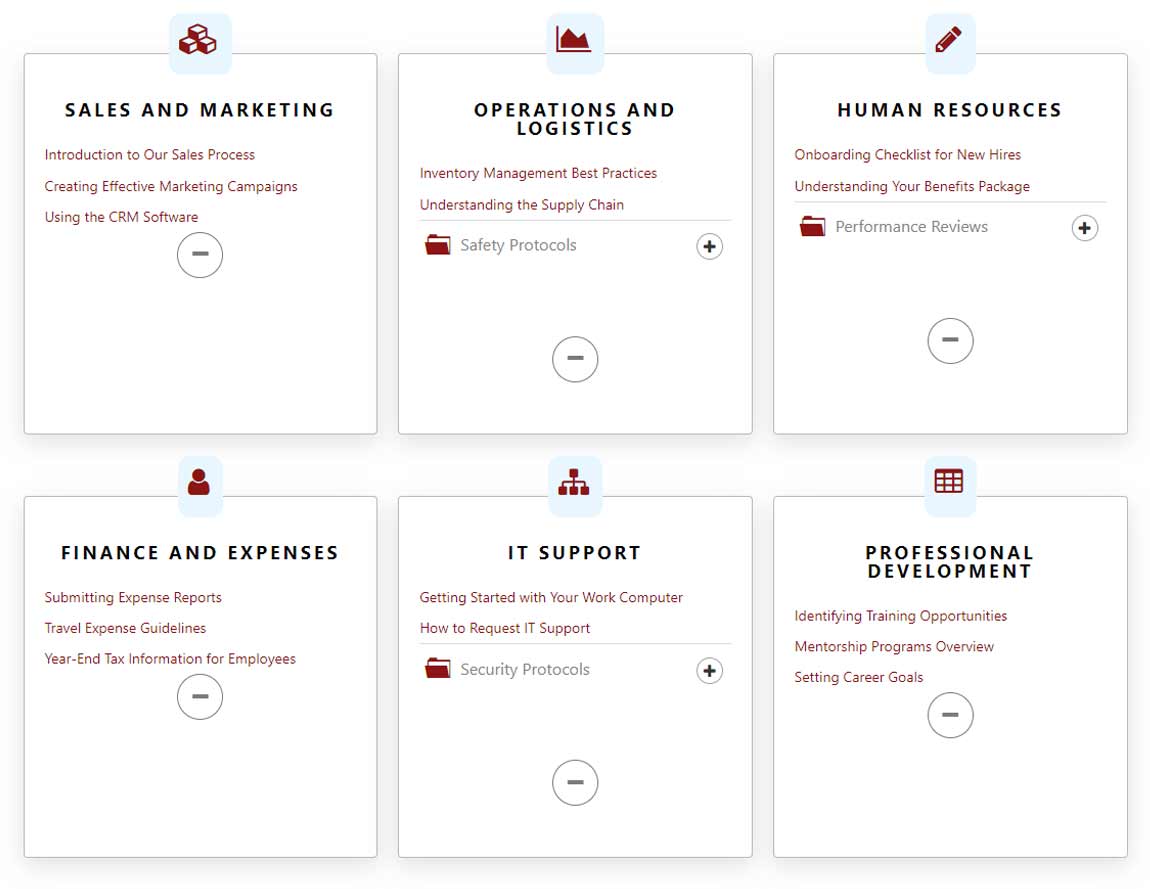 SALES AND MARKETING
Introduction to Our Sales Process
Creating Effective Marketing Campaigns
Using the CRM Software
OPERATIONS AND
LOGISTICS
Inventory Management Best Practices
Understanding the Supply Chain
Safety Protocols
HUMAN RESOURCES
Onboarding Checklist for New Hires
Understanding Your Benefits Package
Performance Reviews
FINANCE AND EXPENSES
Submitting Expense Reports
Travel Expense Guidelines
Year-End Tax Information for Employees
IT SUPPORT
Getting Started with Your Work Computer
How to Request IT Support
Security Protocols
PROFESSIONAL
DEVELOPMENT
Identifying Training Opportunities
Mentorship Programs Overview
Setting Career Goals